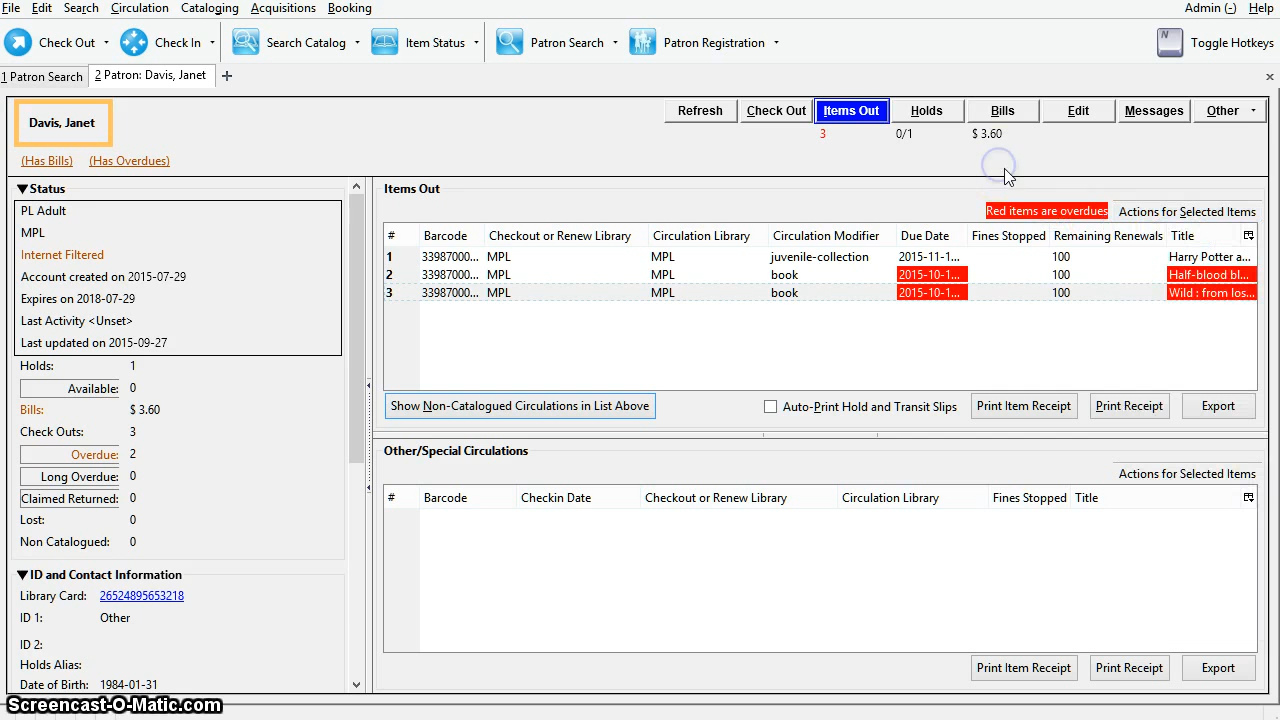 File Edit Search Circulation Cataloging Acquisitions Booking Admin (-) Help
Check Out Check In Search Catalog Item Status Patron Search Patron Registration N Toggle Hotkeys
1 Patron Search 2 Patron: Davis, Janet
Davis, Janet
Refresh Check Out Items Out Holds Bills Edit Messages Other
3 0/1 $ 3.60
(Has Bills) (Has Overdues)
Status
PL Adult
MPL
Internet Filtered
Account created on 2015-07-29
Expires on 2018-07-29
Last Activity <Unset>
Last updated on 2015-09-27
Holds: 1
Available: 0
Bills: $ 3.60
Check Outs: 3
Overdue: 2
Long Overdue: 0
Claimed Returned: 0
Lost: 0
Non Catalogued: 0
ID and Contact Information
Library Card: 26524895653218
ID 1: Other
ID 2:
Holds Alias:
Date of Birth: 1984-01-31
Items Out
Red items are overdues Actions for Selected Items
# Barcode Checkout or Renew Library Circulation Library Circulation Modifier Due Date Fines Stopped Remaining Renewals Title
1 33987000... MPL MPL juvenile-collection 2015-11-1... 100 Harry Potter a...
2 33987000... MPL MPL book 2015-10-1... 100 Half-blood bl...
3 33987000... MPL MPL book 2015-10-1... 100 Wild : from los...
Show Non-Catalogued Circulations in List Above Auto-Print Hold and Transit Slips Print Item Receipt Print Receipt Export
Other/Special Circulations
Actions for Selected Items
# Barcode Checkin Date Checkout or Renew Library Circulation Library Fines Stopped Title
Print Item Receipt Print Receipt Export
Screencast-O-Matic.com